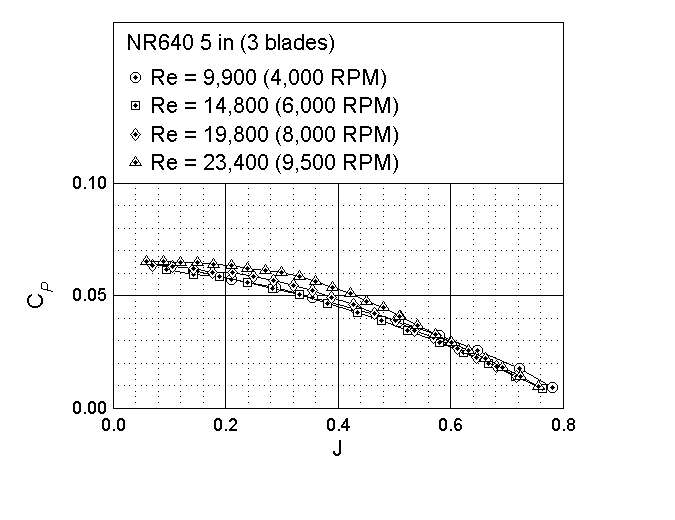 NR640 5 in (3 blades)
Re = 9,900 (4,000 RPM)
Re = 14,800 (6,000 RPM)
Re = 19,800 (8,000 RPM)
Re = 23,400 (9,500 RPM)
0.10
0.05
0.00
C_P
0.0 0.2 0.4 0.6 0.8
J